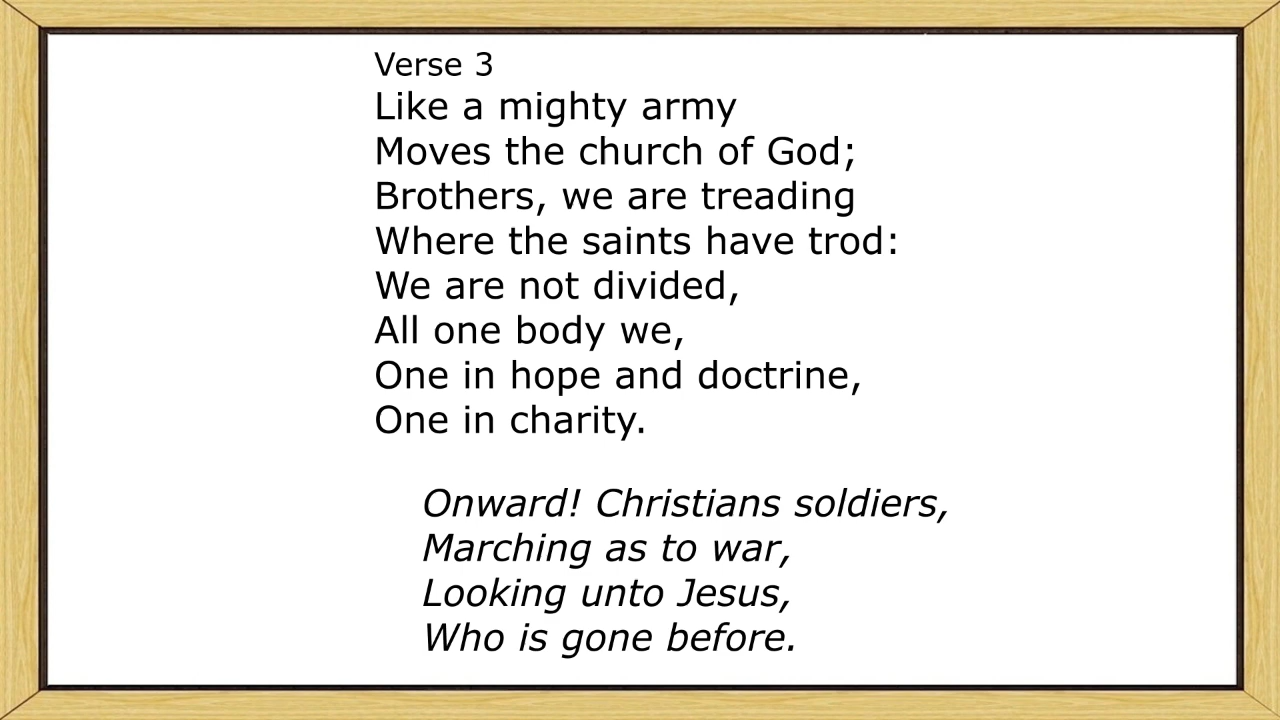 Verse 3
Like a mighty army
Moves the church of God;
Brothers, we are treading
Where the saints have trod:
We are not divided,
All one body we,
One in hope and doctrine,
One in charity.
Onward! Christians soldiers,
Marching as to war,
Looking unto Jesus,
Who is gone before.